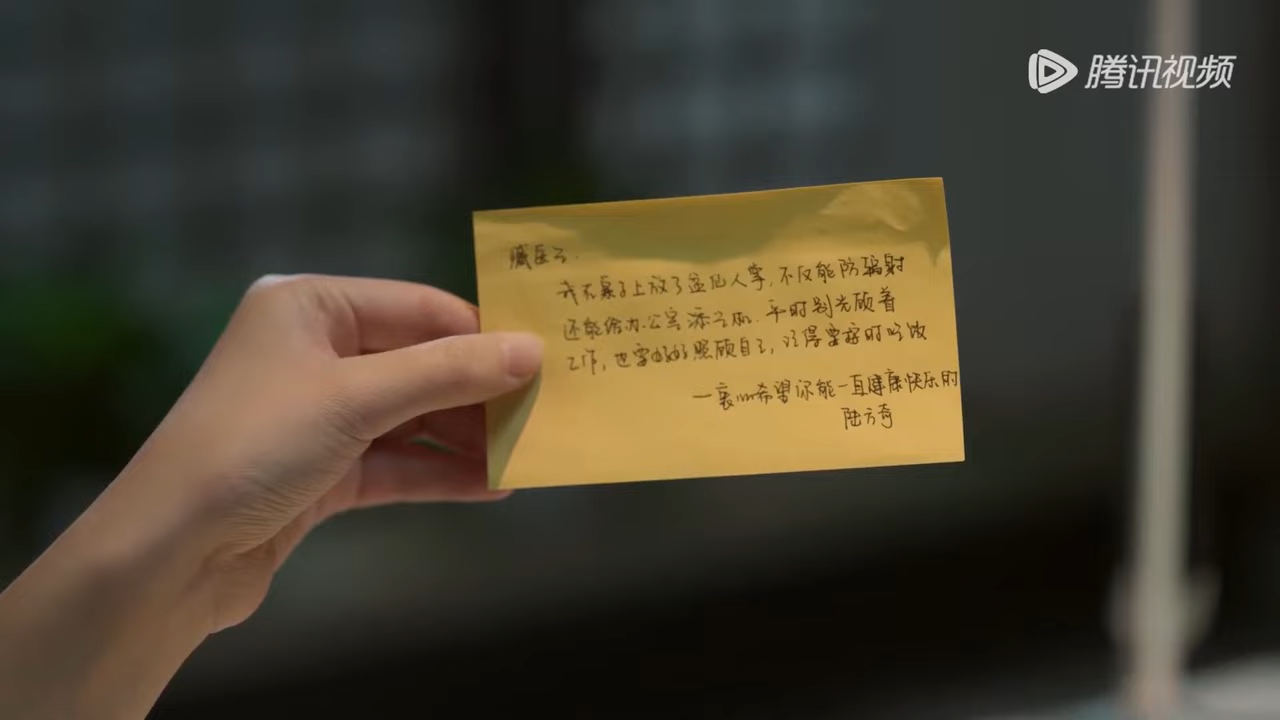 腾讯视频
臧医云.
我在桌子上放了盆仙人掌,不仅能防辐射
还能给办公室添氧.平时别光顾着
工作,也要好好照顾自己,记得要按时吃饭
一衷心希望你能一直健康快乐的
陆方奇